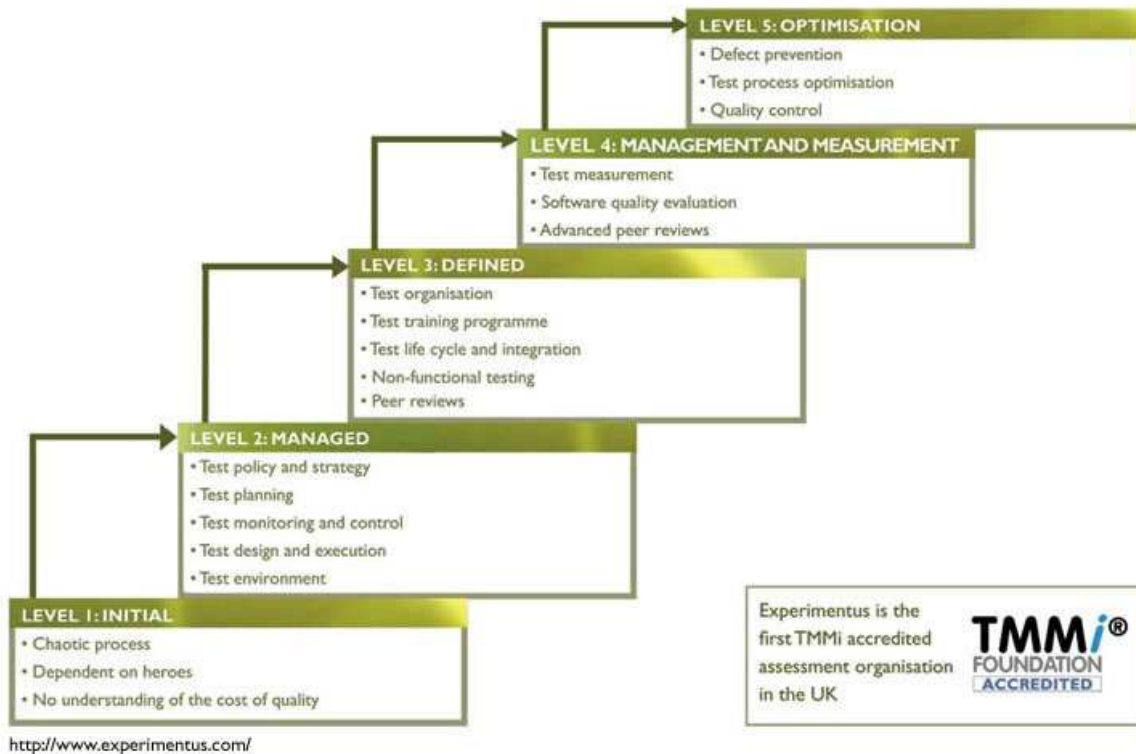 LEVEL 5: OPTIMISATION
• Defect prevention
• Test process optimisation
• Quality control
LEVEL 4: MANAGEMENT AND MEASUREMENT
• Test measurement
• Software quality evaluation
• Advanced peer reviews
LEVEL 3: DEFINED
• Test organisation
• Test training programme
• Test life cycle and integration
• Non-functional testing
• Peer reviews
LEVEL 2: MANAGED
• Test policy and strategy
• Test planning
• Test monitoring and control
• Test design and execution
• Test environment
LEVEL 1: INITIAL
• Chaotic process
• Dependent on heroes
• No understanding of the cost of quality
Experimentus is the
first TMMi accredited
assessment organisation
in the UK
TMMi®
FOUNDATION
ACCREDITED
http://www.experimentus.com/